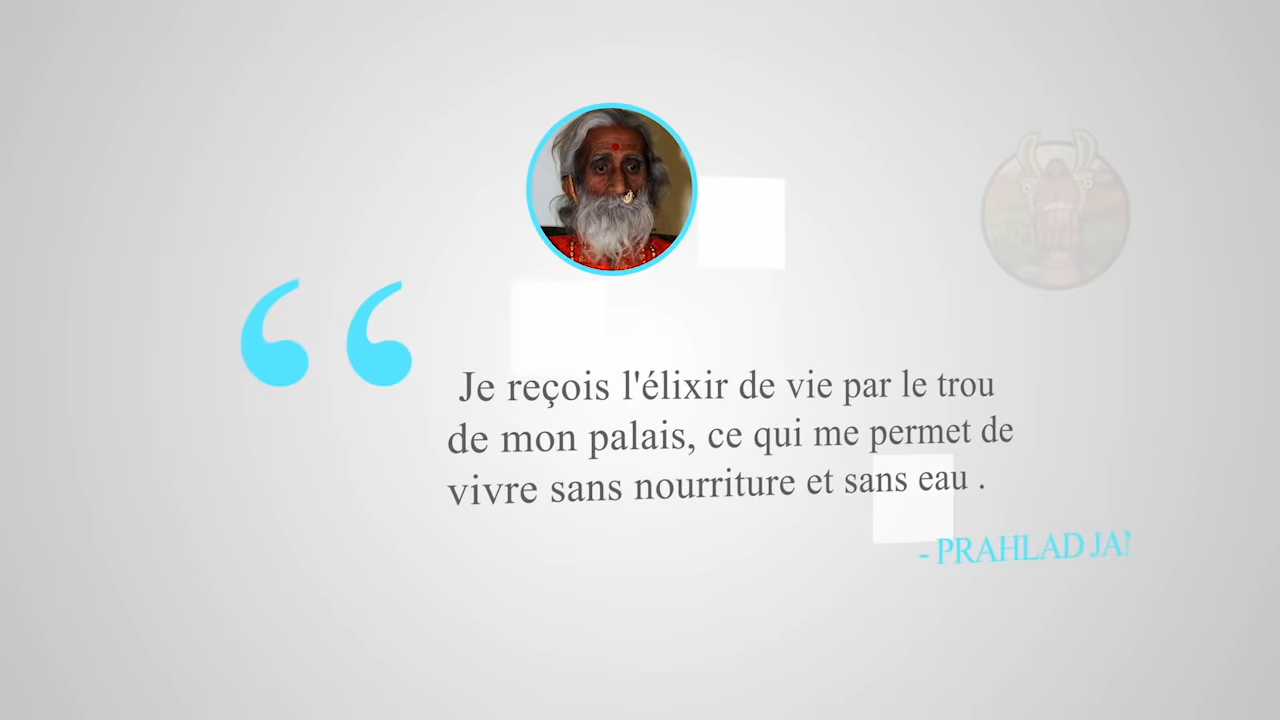 Je reçois l'élixir de vie par le trou
de mon palais, ce qui me permet de
vivre sans nourriture et sans eau .
- PRAHLAD